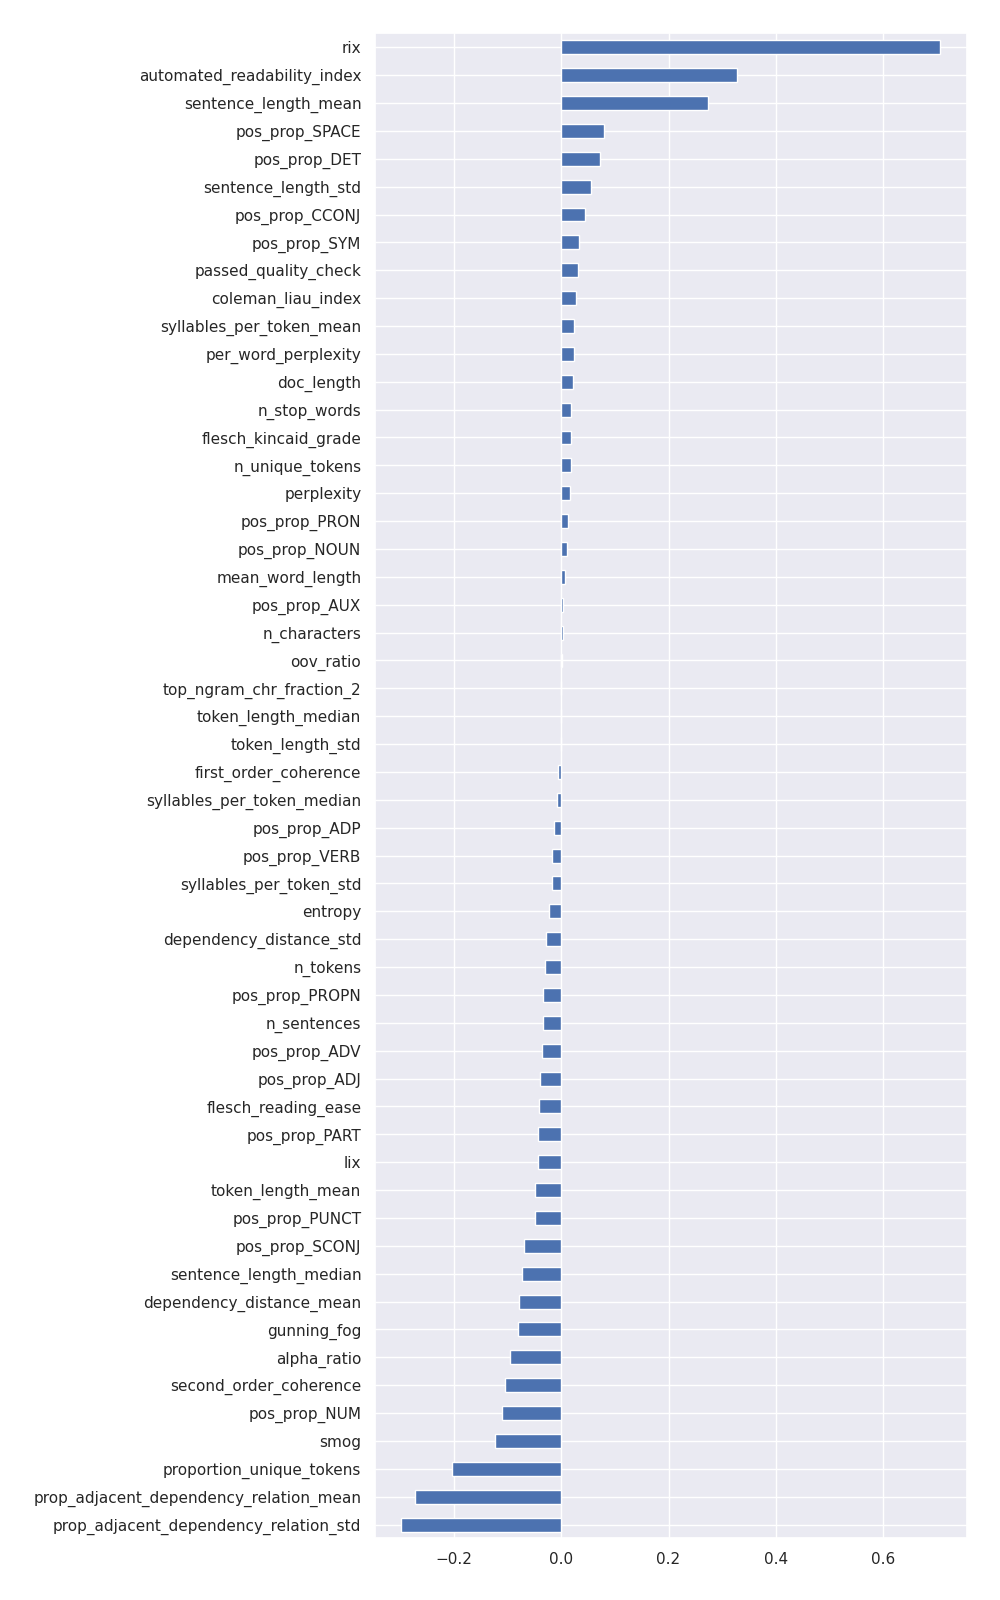 rix
automated_readability_index
sentence_length_mean
pos_prop_SPACE
pos_prop_DET
sentence_length_std
pos_prop_CCONJ
pos_prop_SYM
passed_quality_check
coleman_liau_index
syllables_per_token_mean
per_word_perplexity
doc_length
n_stop_words
flesch_kincaid_grade
n_unique_tokens
perplexity
pos_prop_PRON
pos_prop_NOUN
mean_word_length
pos_prop_AUX
n_characters
oov_ratio
top_ngram_chr_fraction_2
token_length_median
token_length_std
first_order_coherence
syllables_per_token_median
pos_prop_ADP
pos_prop_VERB
syllables_per_token_std
entropy
dependency_distance_std
n_tokens
pos_prop_PROPN
n_sentences
pos_prop_ADV
pos_prop_ADJ
flesch_reading_ease
pos_prop_PART
lix
token_length_mean
pos_prop_PUNCT
pos_prop_SCONJ
sentence_length_median
dependency_distance_mean
gunning_fog
alpha_ratio
second_order_coherence
pos_prop_NUM
smog
proportion_unique_tokens
prop_adjacent_dependency_relation_mean
prop_adjacent_dependency_relation_std
−0.2 0.0 0.2 0.4 0.6